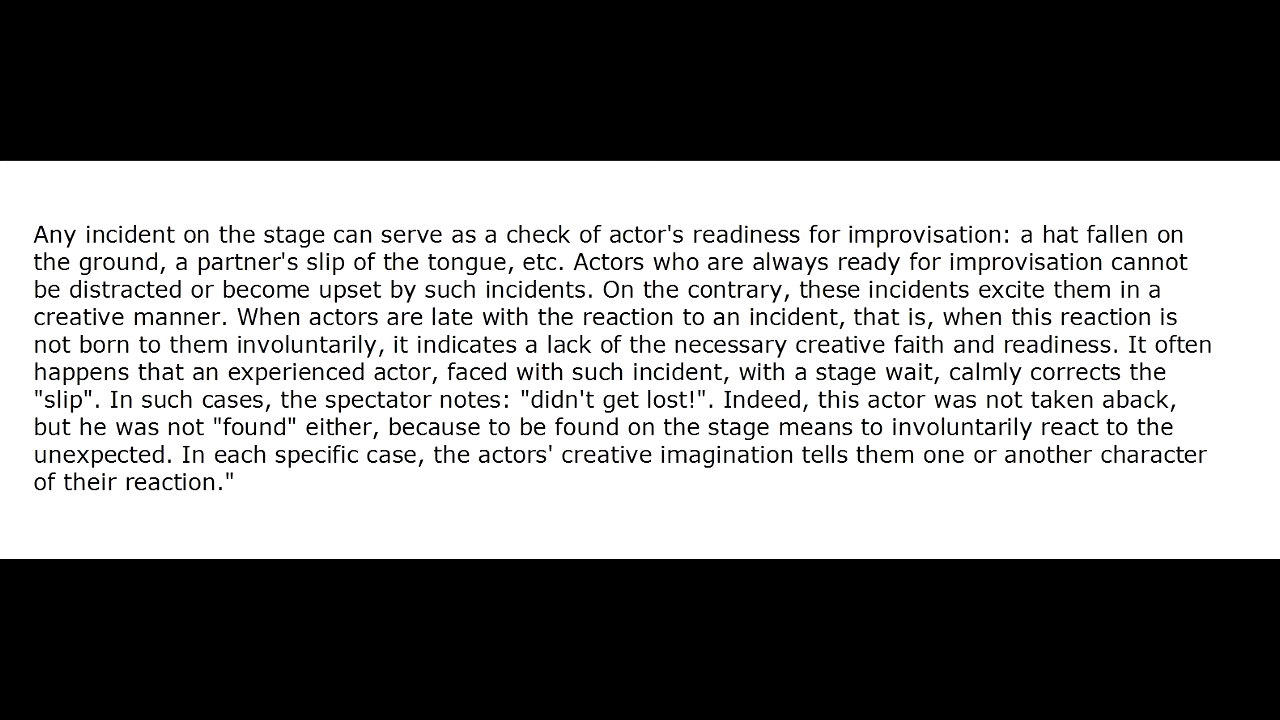 Any incident on the stage can serve as a check of actor's readiness for improvisation: a hat fallen on
the ground, a partner's slip of the tongue, etc. Actors who are always ready for improvisation cannot
be distracted or become upset by such incidents. On the contrary, these incidents excite them in a
creative manner. When actors are late with the reaction to an incident, that is, when this reaction is
not born to them involuntarily, it indicates a lack of the necessary creative faith and readiness. It often
happens that an experienced actor, faced with such incident, with a stage wait, calmly corrects the
"slip". In such cases, the spectator notes: "didn't get lost!". Indeed, this actor was not taken aback,
but he was not "found" either, because to be found on the stage means to involuntarily react to the
unexpected. In each specific case, the actors' creative imagination tells them one or another character
of their reaction."